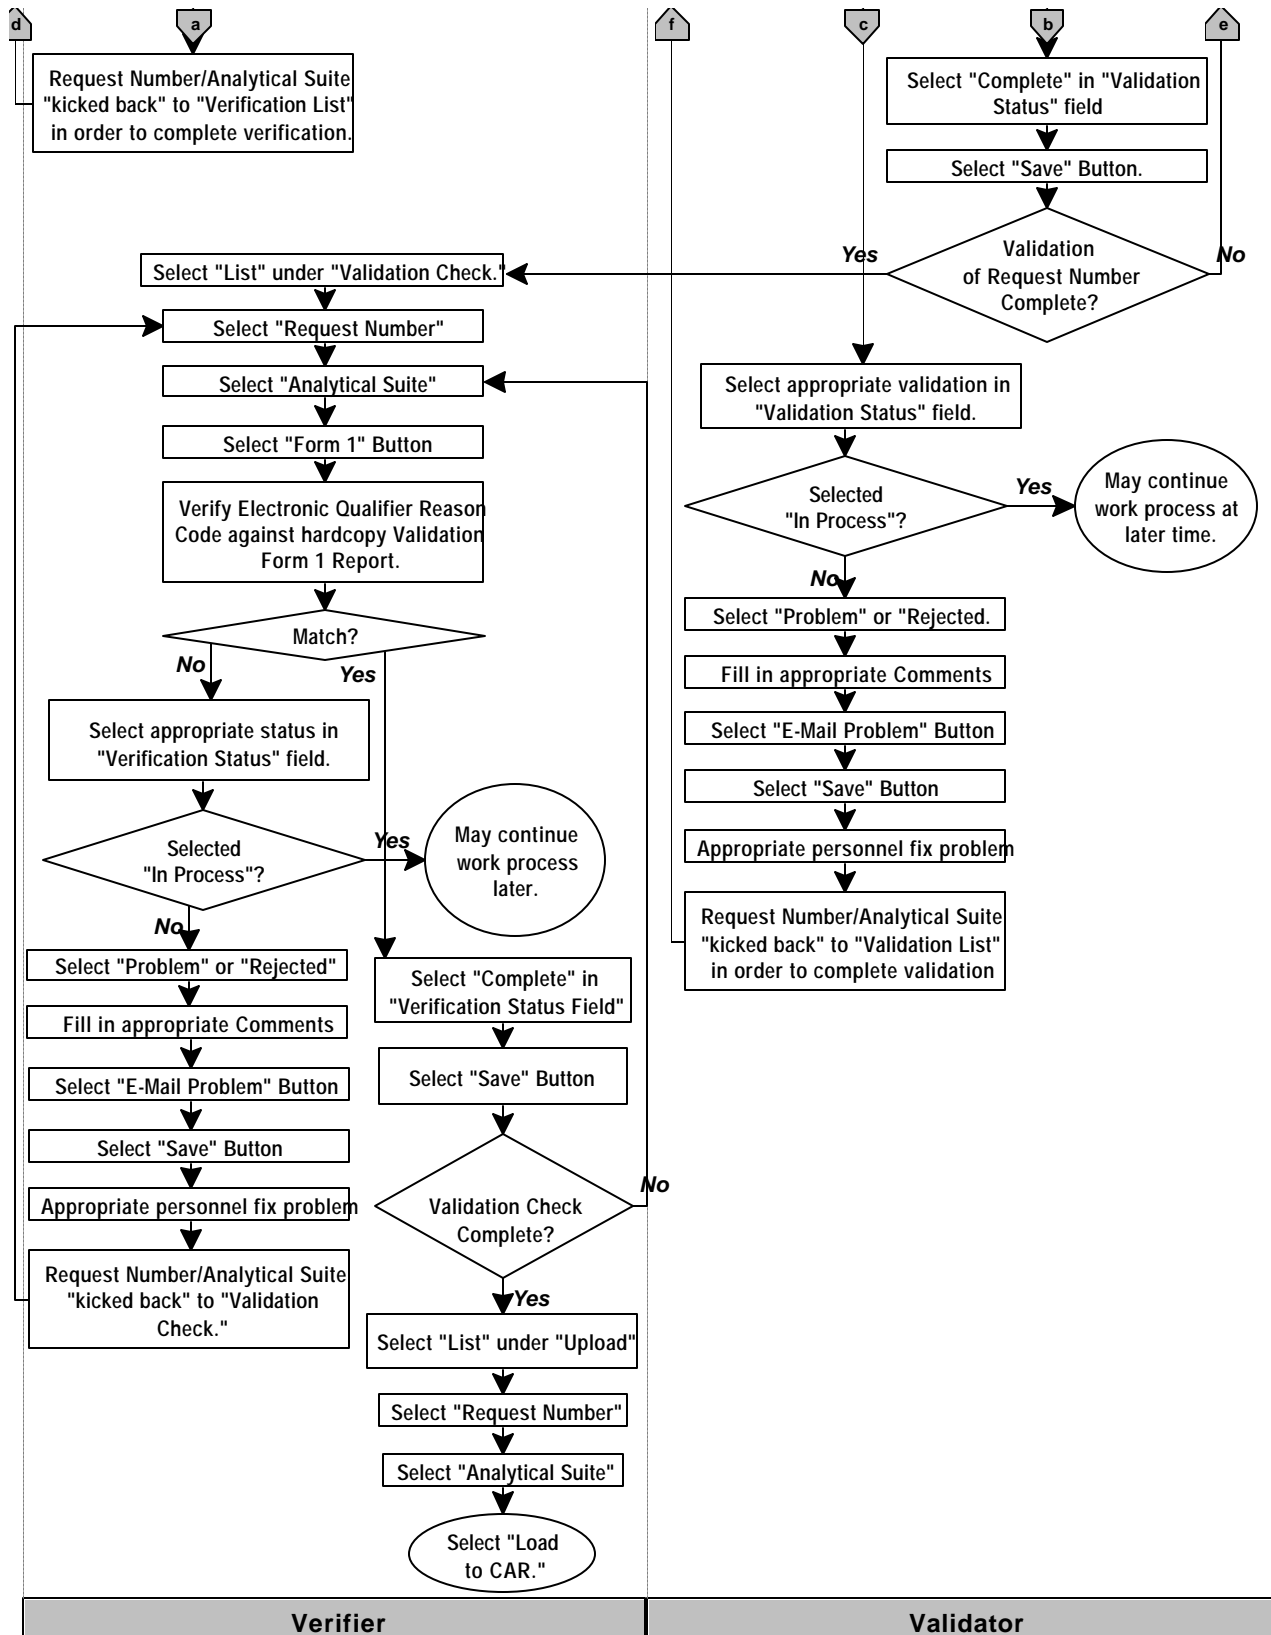 d
a
f
c
b
e
Request Number/Analytical Suite
"kicked back" to "Verification List"
in order to complete verification.
Select "Complete" in "Validation
Status" field
Select "Save" Button.
Validation
of Request Number
Complete?
Yes
No
Select "List" under "Validation Check."
Select "Request Number"
Select "Analytical Suite"
Select "Form 1" Button
Verify Electronic Qualifier Reason
Code against hardcopy Validation
Form 1 Report.
Match?
No
Yes
Select appropriate status in
"Verification Status" field.
Selected
"In Process"?
Yes
May continue
work process
later.
No
Select "Problem" or "Rejected"
Fill in appropriate Comments
Select "E-Mail Problem" Button
Select "Save" Button
Appropriate personnel fix problem
Request Number/Analytical Suite
"kicked back" to "Validation
Check."
Select "Complete" in
"Verification Status Field"
Select "Save" Button
Validation Check
Complete?
No
Yes
Select "List" under "Upload"
Select "Request Number"
Select "Analytical Suite"
Select "Load
to CAR."
Select appropriate validation in
"Validation Status" field.
Selected
"In Process"?
Yes
May continue
work process at
later time.
No
Select "Problem" or "Rejected.
Fill in appropriate Comments
Select "E-Mail Problem" Button
Select "Save" Button
Appropriate personnel fix problem
Request Number/Analytical Suite
"kicked back" to "Validation List"
in order to complete validation
Verifier
Validator